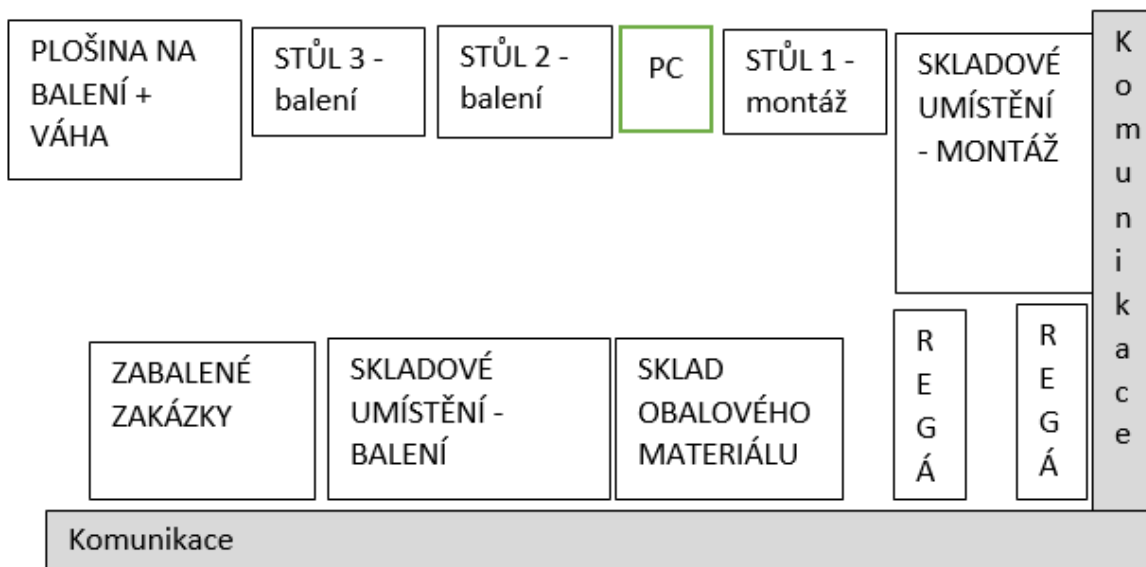 PLOŠINA NA
BALENÍ +
VÁHA
STŮL 3 -
balení
STŮL 2 -
balení
PC
STŮL 1 -
montáž
SKLADOVÉ
UMÍSTĚNÍ
- MONTÁŽ
K
o
m
u
n
i
k
a
c
e
ZABALENÉ
ZAKÁZKY
SKLADOVÉ
UMÍSTĚNÍ -
BALENÍ
SKLAD
OBALOVÉHO
MATERIÁLU
R
E
G
Á
R
E
G
Á
Komunikace